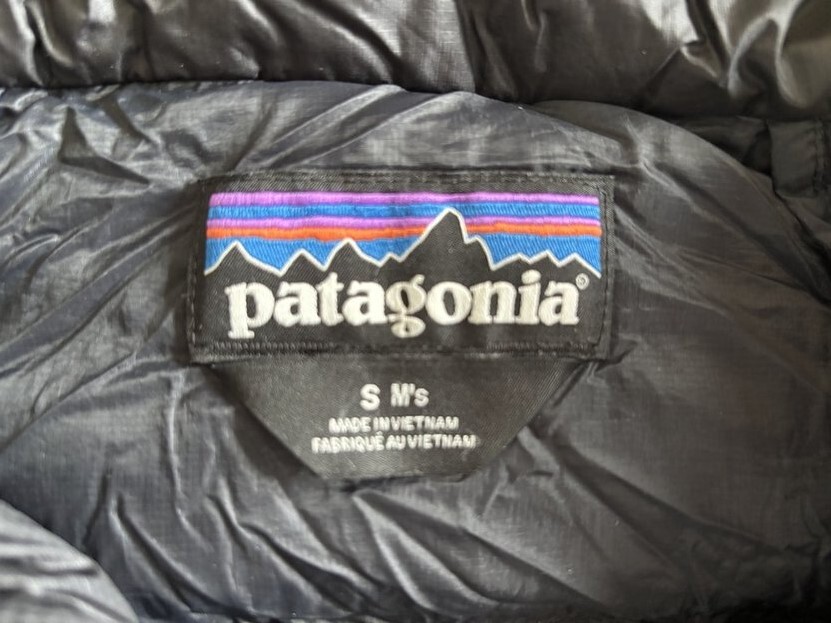 patagonia®
S M's
MADE IN VIETNAM
FABRIQUÉ AU VIETNAM